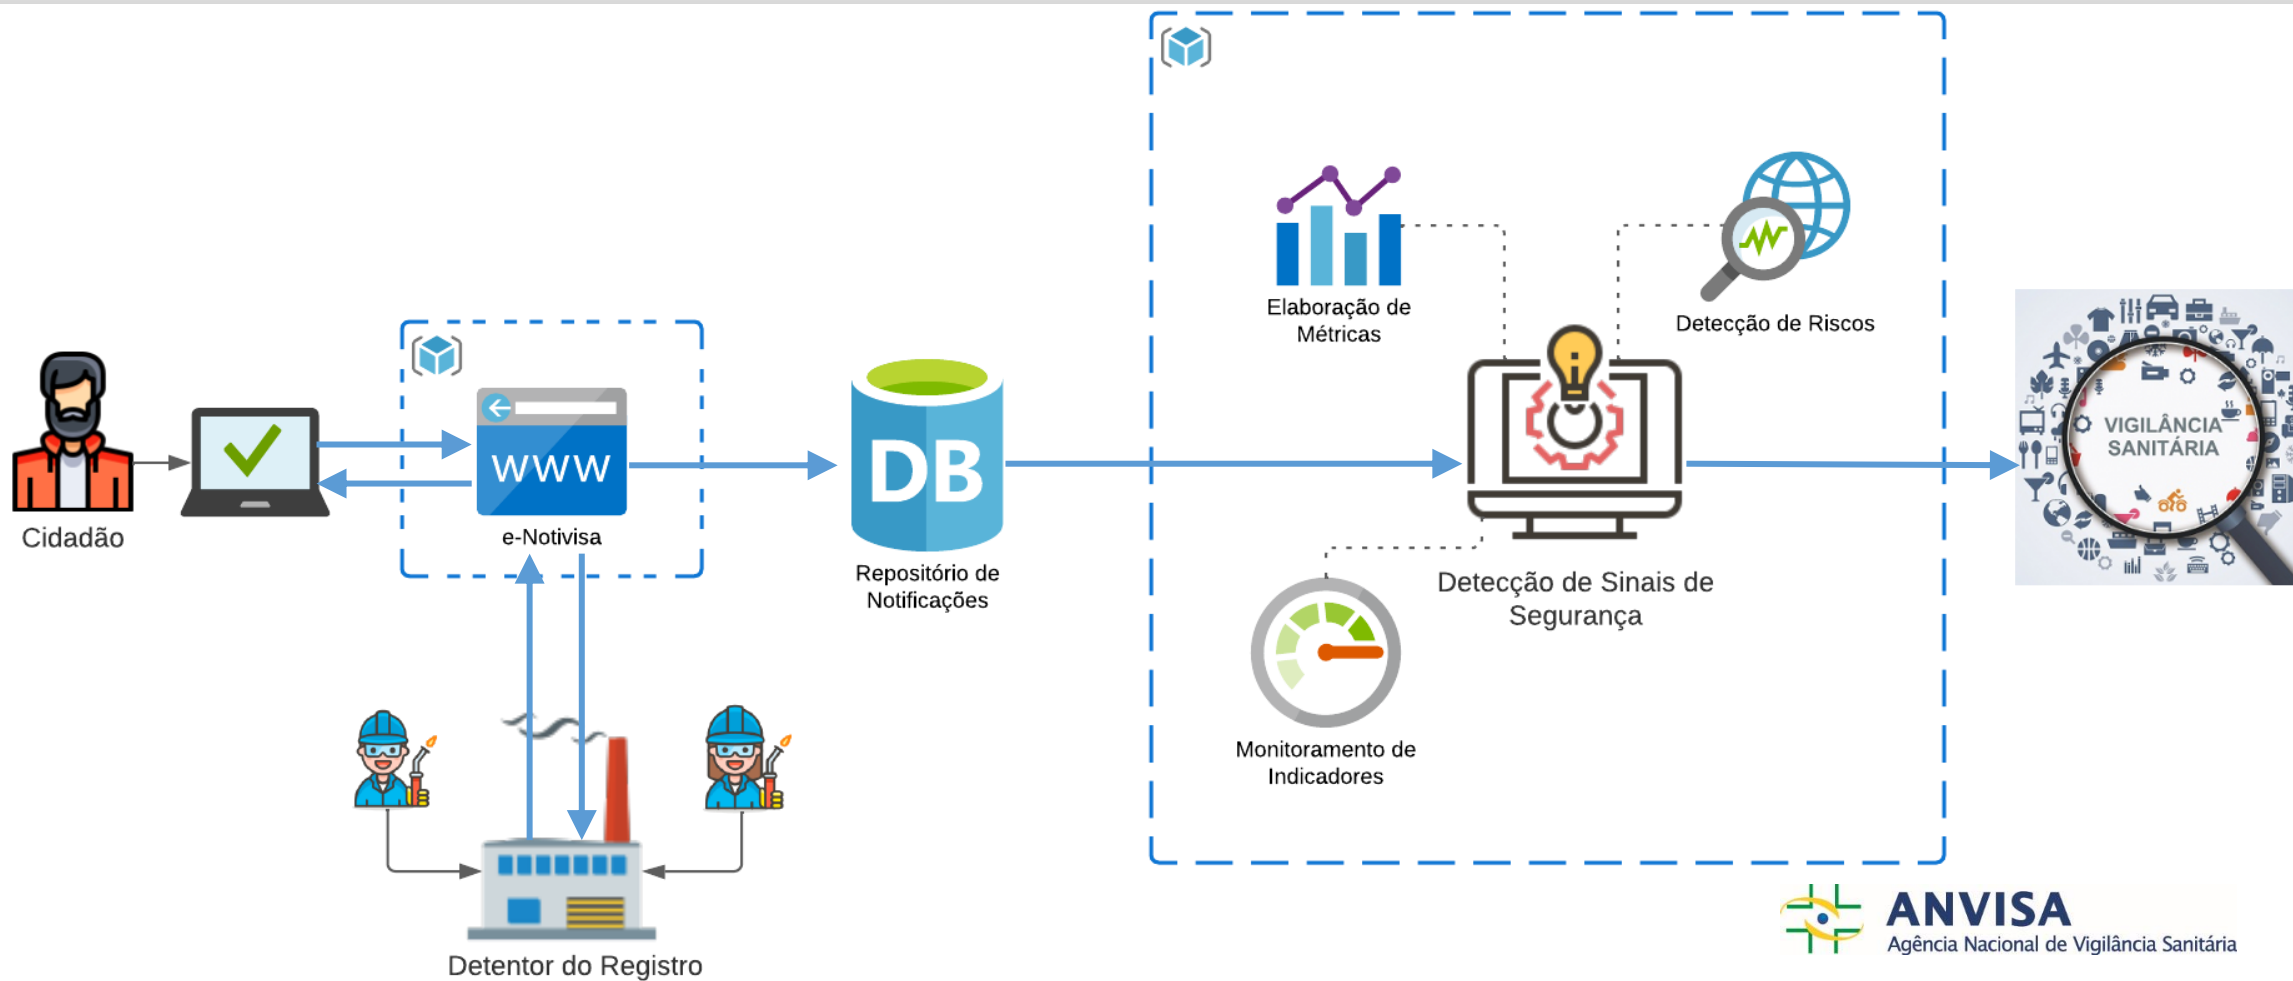 Cidadão
WWW
e-Notivisa
Detentor do Registro
DB
Repositório de
Notificações
Elaboração de
Métricas
Detecção de Riscos
Detecção de Sinais de
Segurança
Monitoramento de
Indicadores
VIGILÂNCIA
SANITÁRIA
ANVISA
Agência Nacional de Vigilância Sanitária